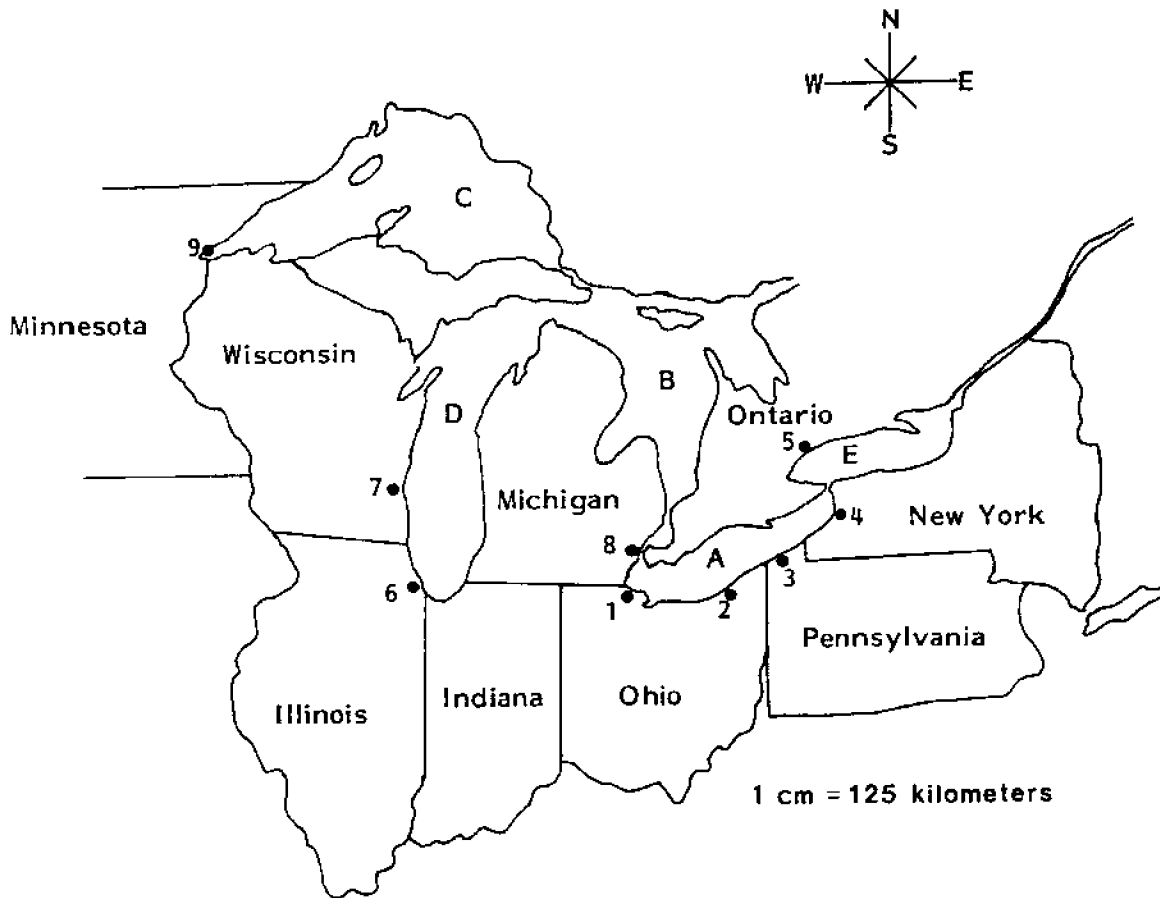 N
W E
S
C
9
Minnesota
Wisconsin
B
D
Ontario
5
E
7
Michigan
4
New York
8
A
3
6
1
2
Pennsylvania
Illinois
Indiana
Ohio
1 cm = 125 kilometers